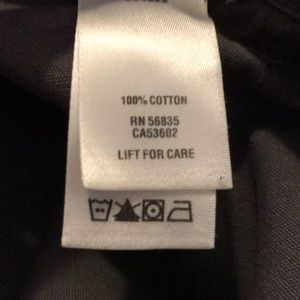 100% COTTON
RN 56835
CA53602
LIFT FOR CARE